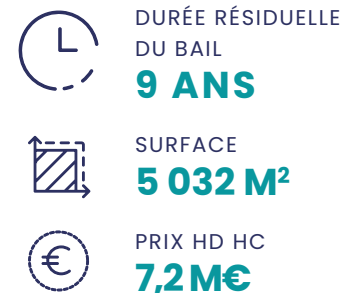 DURÉE RÉSIDUELLE
DU BAIL
9 ANS
SURFACE
5 032 M²
PRIX HD HC
7,2 M€